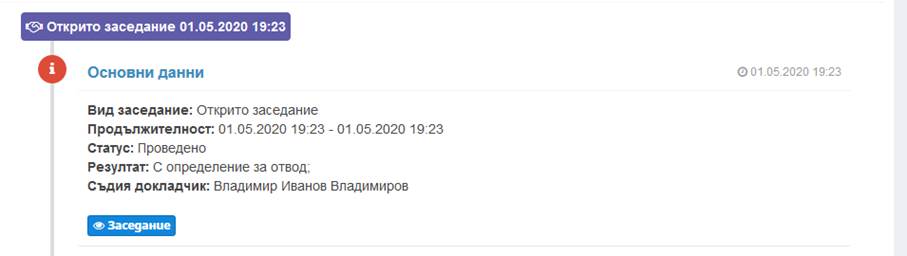 Открито заседание 01.05.2020 19:23
Основни данни 01.05.2020 19:23
Вид заседание: Открито заседание
Продължителност: 01.05.2020 19:23 - 01.05.2020 19:23
Статус: Проведено
Резултат: С определение за отвод;
Съдия докладчик: Владимир Иванов Владимиров
Заседание